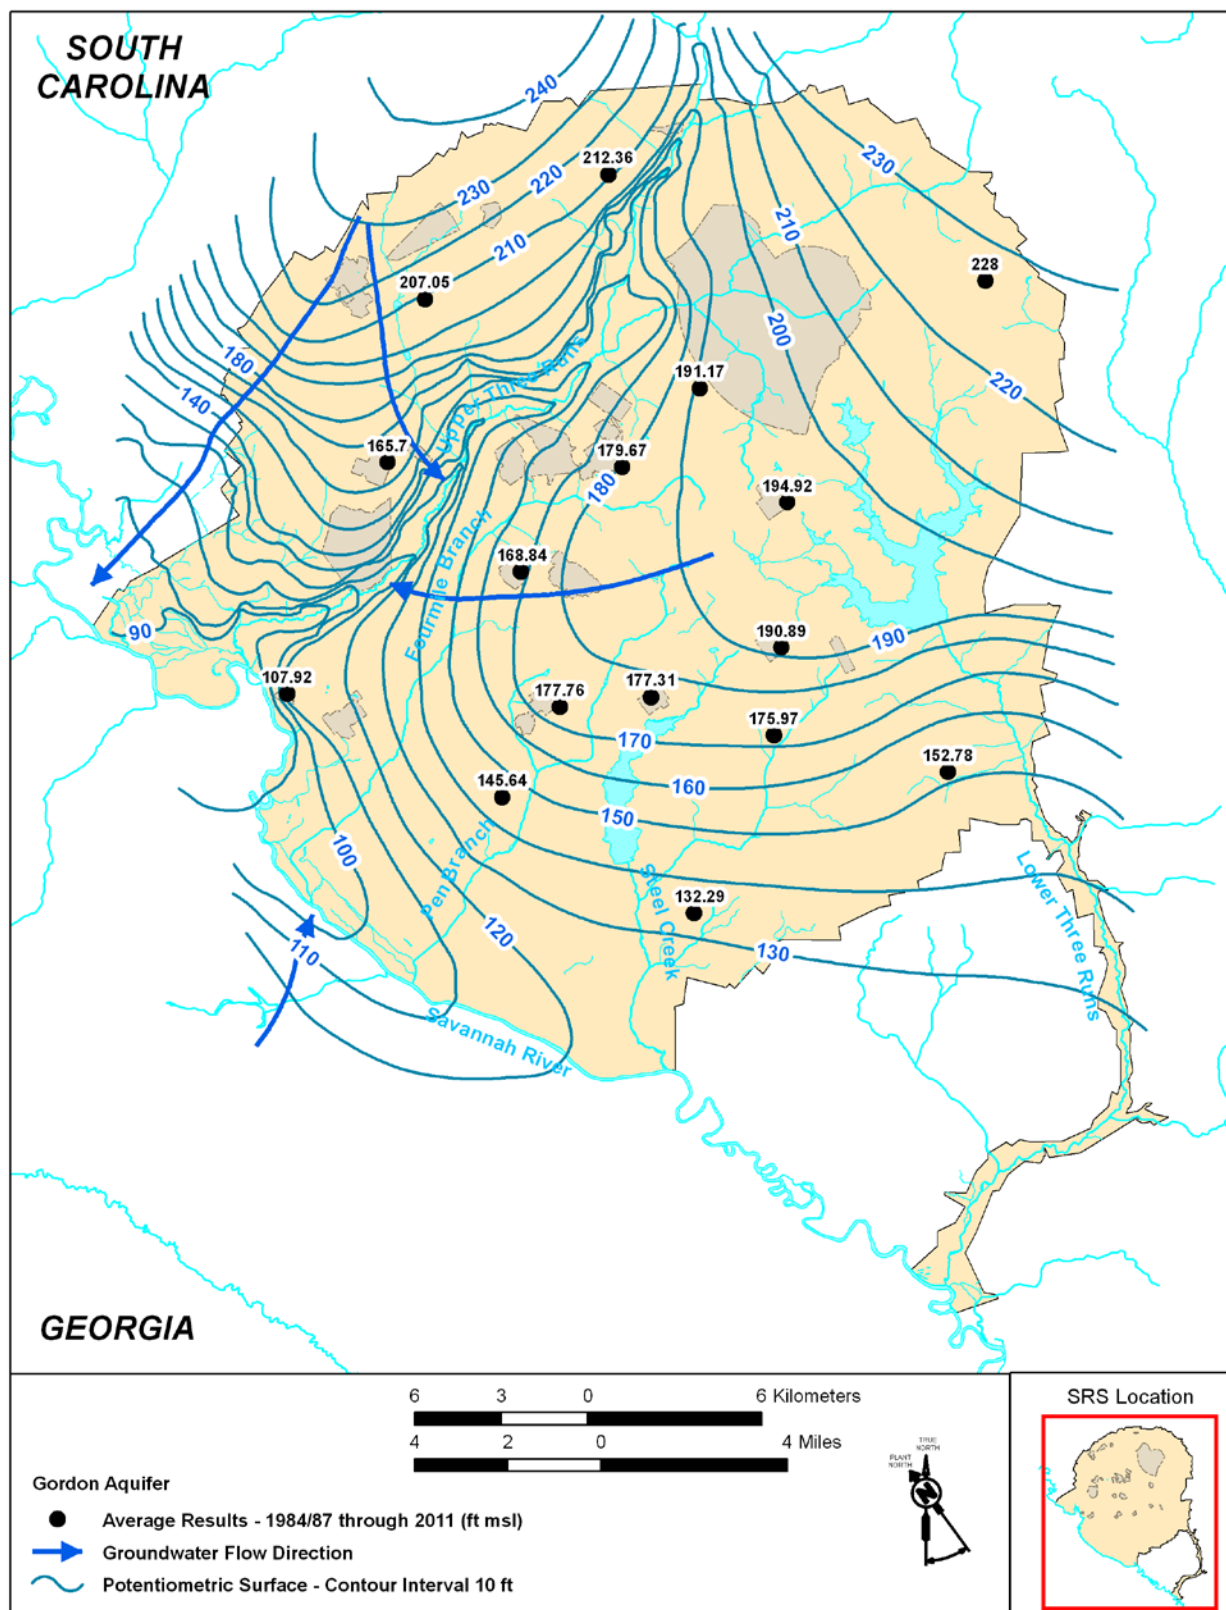 SOUTH
CAROLINA
240
212.36
230
220
230
210
210
228
207.05
200
180
191.17
220
140
Upper Three Runs
165.7
179.67
180
194.92
Fourmile Branch
168.84
90
190.89
190
107.92
177.76
177.31
175.97
170
152.78
160
145.64
150
100
Pen Branch
Steel Creek
Lower Three Runs
132.29
120
110
130
Savannah River
GEORGIA
6 3 0 6 Kilometers
4 2 0 4 Miles
SRS Location
TRUE
NORTH
PLANT
NORTH
N
Gordon Aquifer
Average Results - 1984/87 through 2011 (ft msl)
Groundwater Flow Direction
Potentiometric Surface - Contour Interval 10 ft